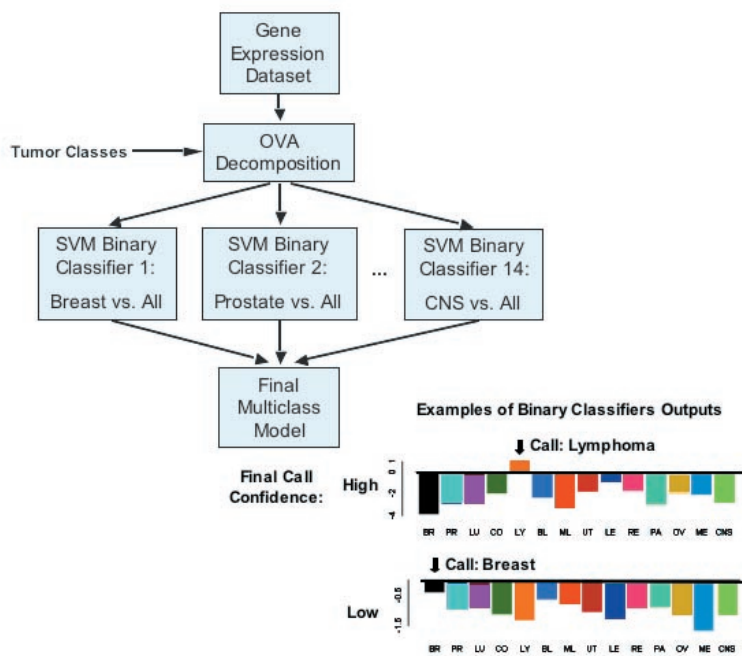 Gene
Expression
Dataset
Tumor Classes
OVA
Decomposition
SVM Binary
Classifier 1:
Breast vs. All
SVM Binary
Classifier 2:
Prostate vs. All
...
SVM Binary
Classifier 14:
CNS vs. All
Final
Multiclass
Model
Examples of Binary Classifiers Outputs
Call: Lymphoma
Final Call
Confidence:
High
1
0
-2
-4
BR PR LU CO LY BL ML UT LE RE PA OV ME CNS
Call: Breast
Low
-0.5
-1.5
BR PR LU CO LY BL ML UT LE RE PA OV ME CNS